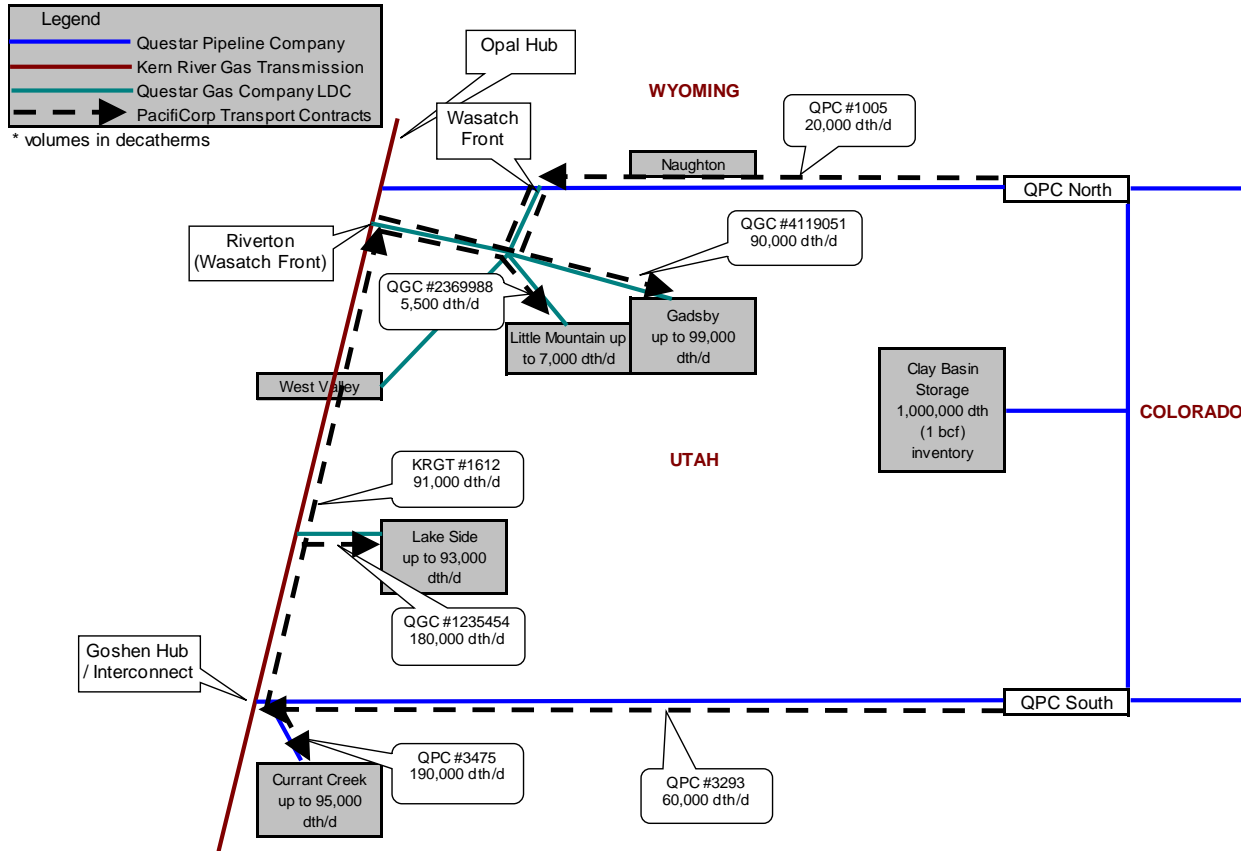 Legend
Questar Pipeline Company
Kern River Gas Transmission
Questar Gas Company LDC
PacifiCorp Transport Contracts
* volumes in decatherms
Opal Hub
WYOMING
Wasatch
Front
QPC #1005
20,000 dth/d
Naughton
QPC North
Riverton
(Wasatch Front)
QGC #4119051
90,000 dth/d
QGC #2369988
5,500 dth/d
Little Mountain up
to 7,000 dth/d
Gadsby
up to 99,000
dth/d
West Valley
Clay Basin
Storage
1,000,000 dth
(1 bcf)
inventory
COLORADO
UTAH
KRGT #1612
91,000 dth/d
Lake Side
up to 93,000
dth/d
QGC #1235454
180,000 dth/d
Goshen Hub
/ Interconnect
QPC South
QPC #3475
190,000 dth/d
QPC #3293
60,000 dth/d
Currant Creek
up to 95,000
dth/d